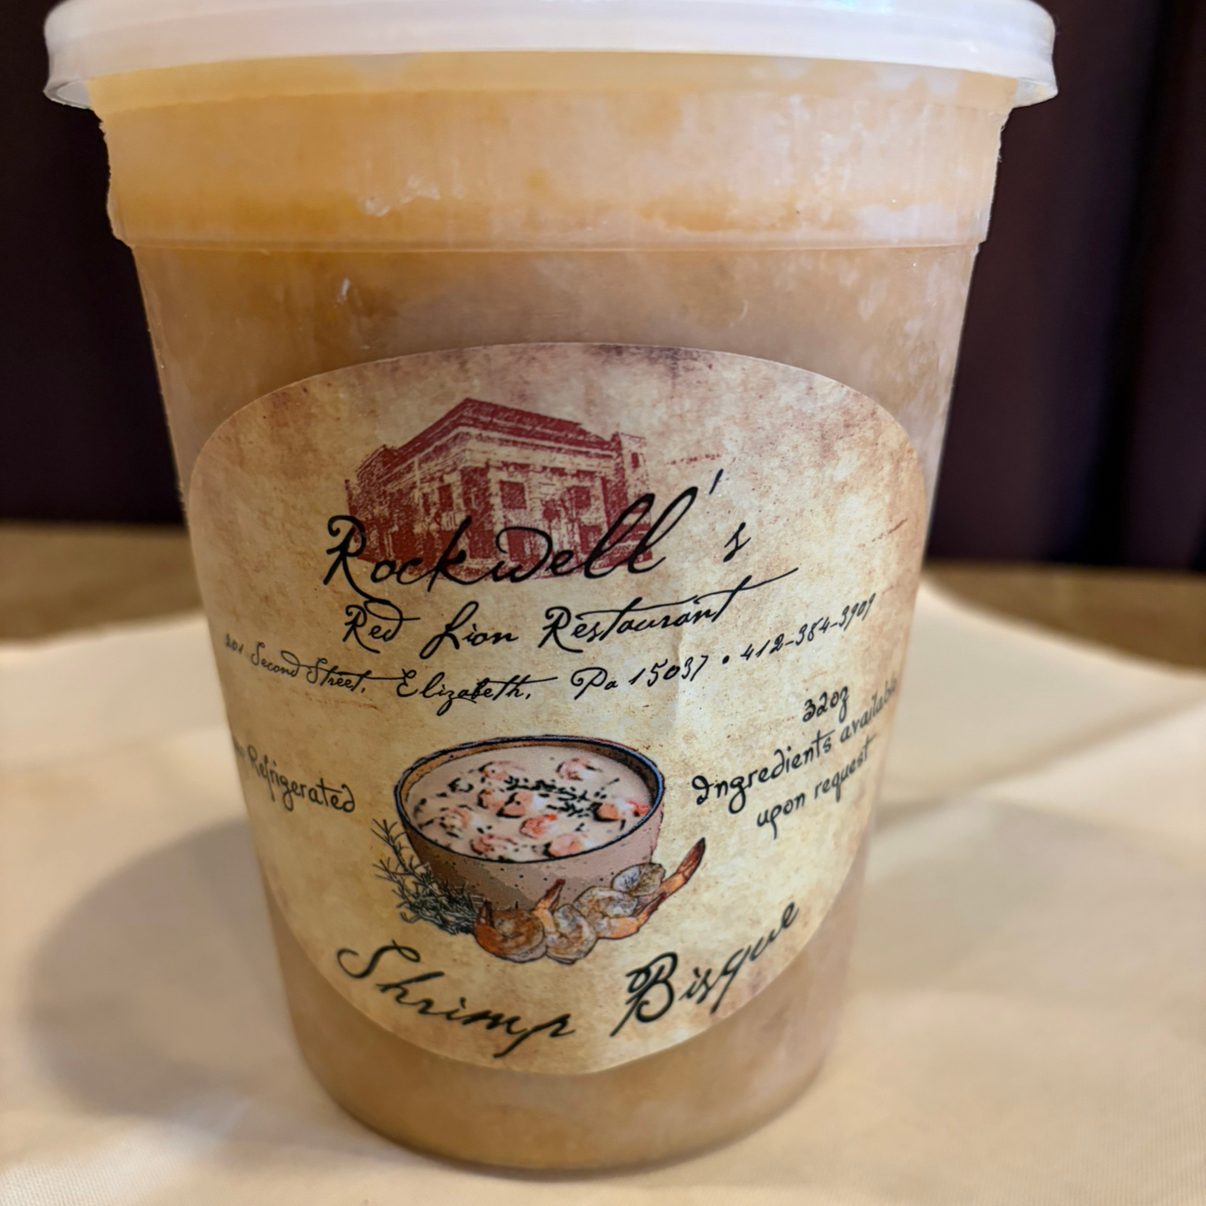 Rockwell's
Red Lion Restaurant
201 Second Street, Elizabeth, Pa 15037 • 412-384-3909
32oz
Ingredients available
upon request
Refrigerated
Shrimp Bisque